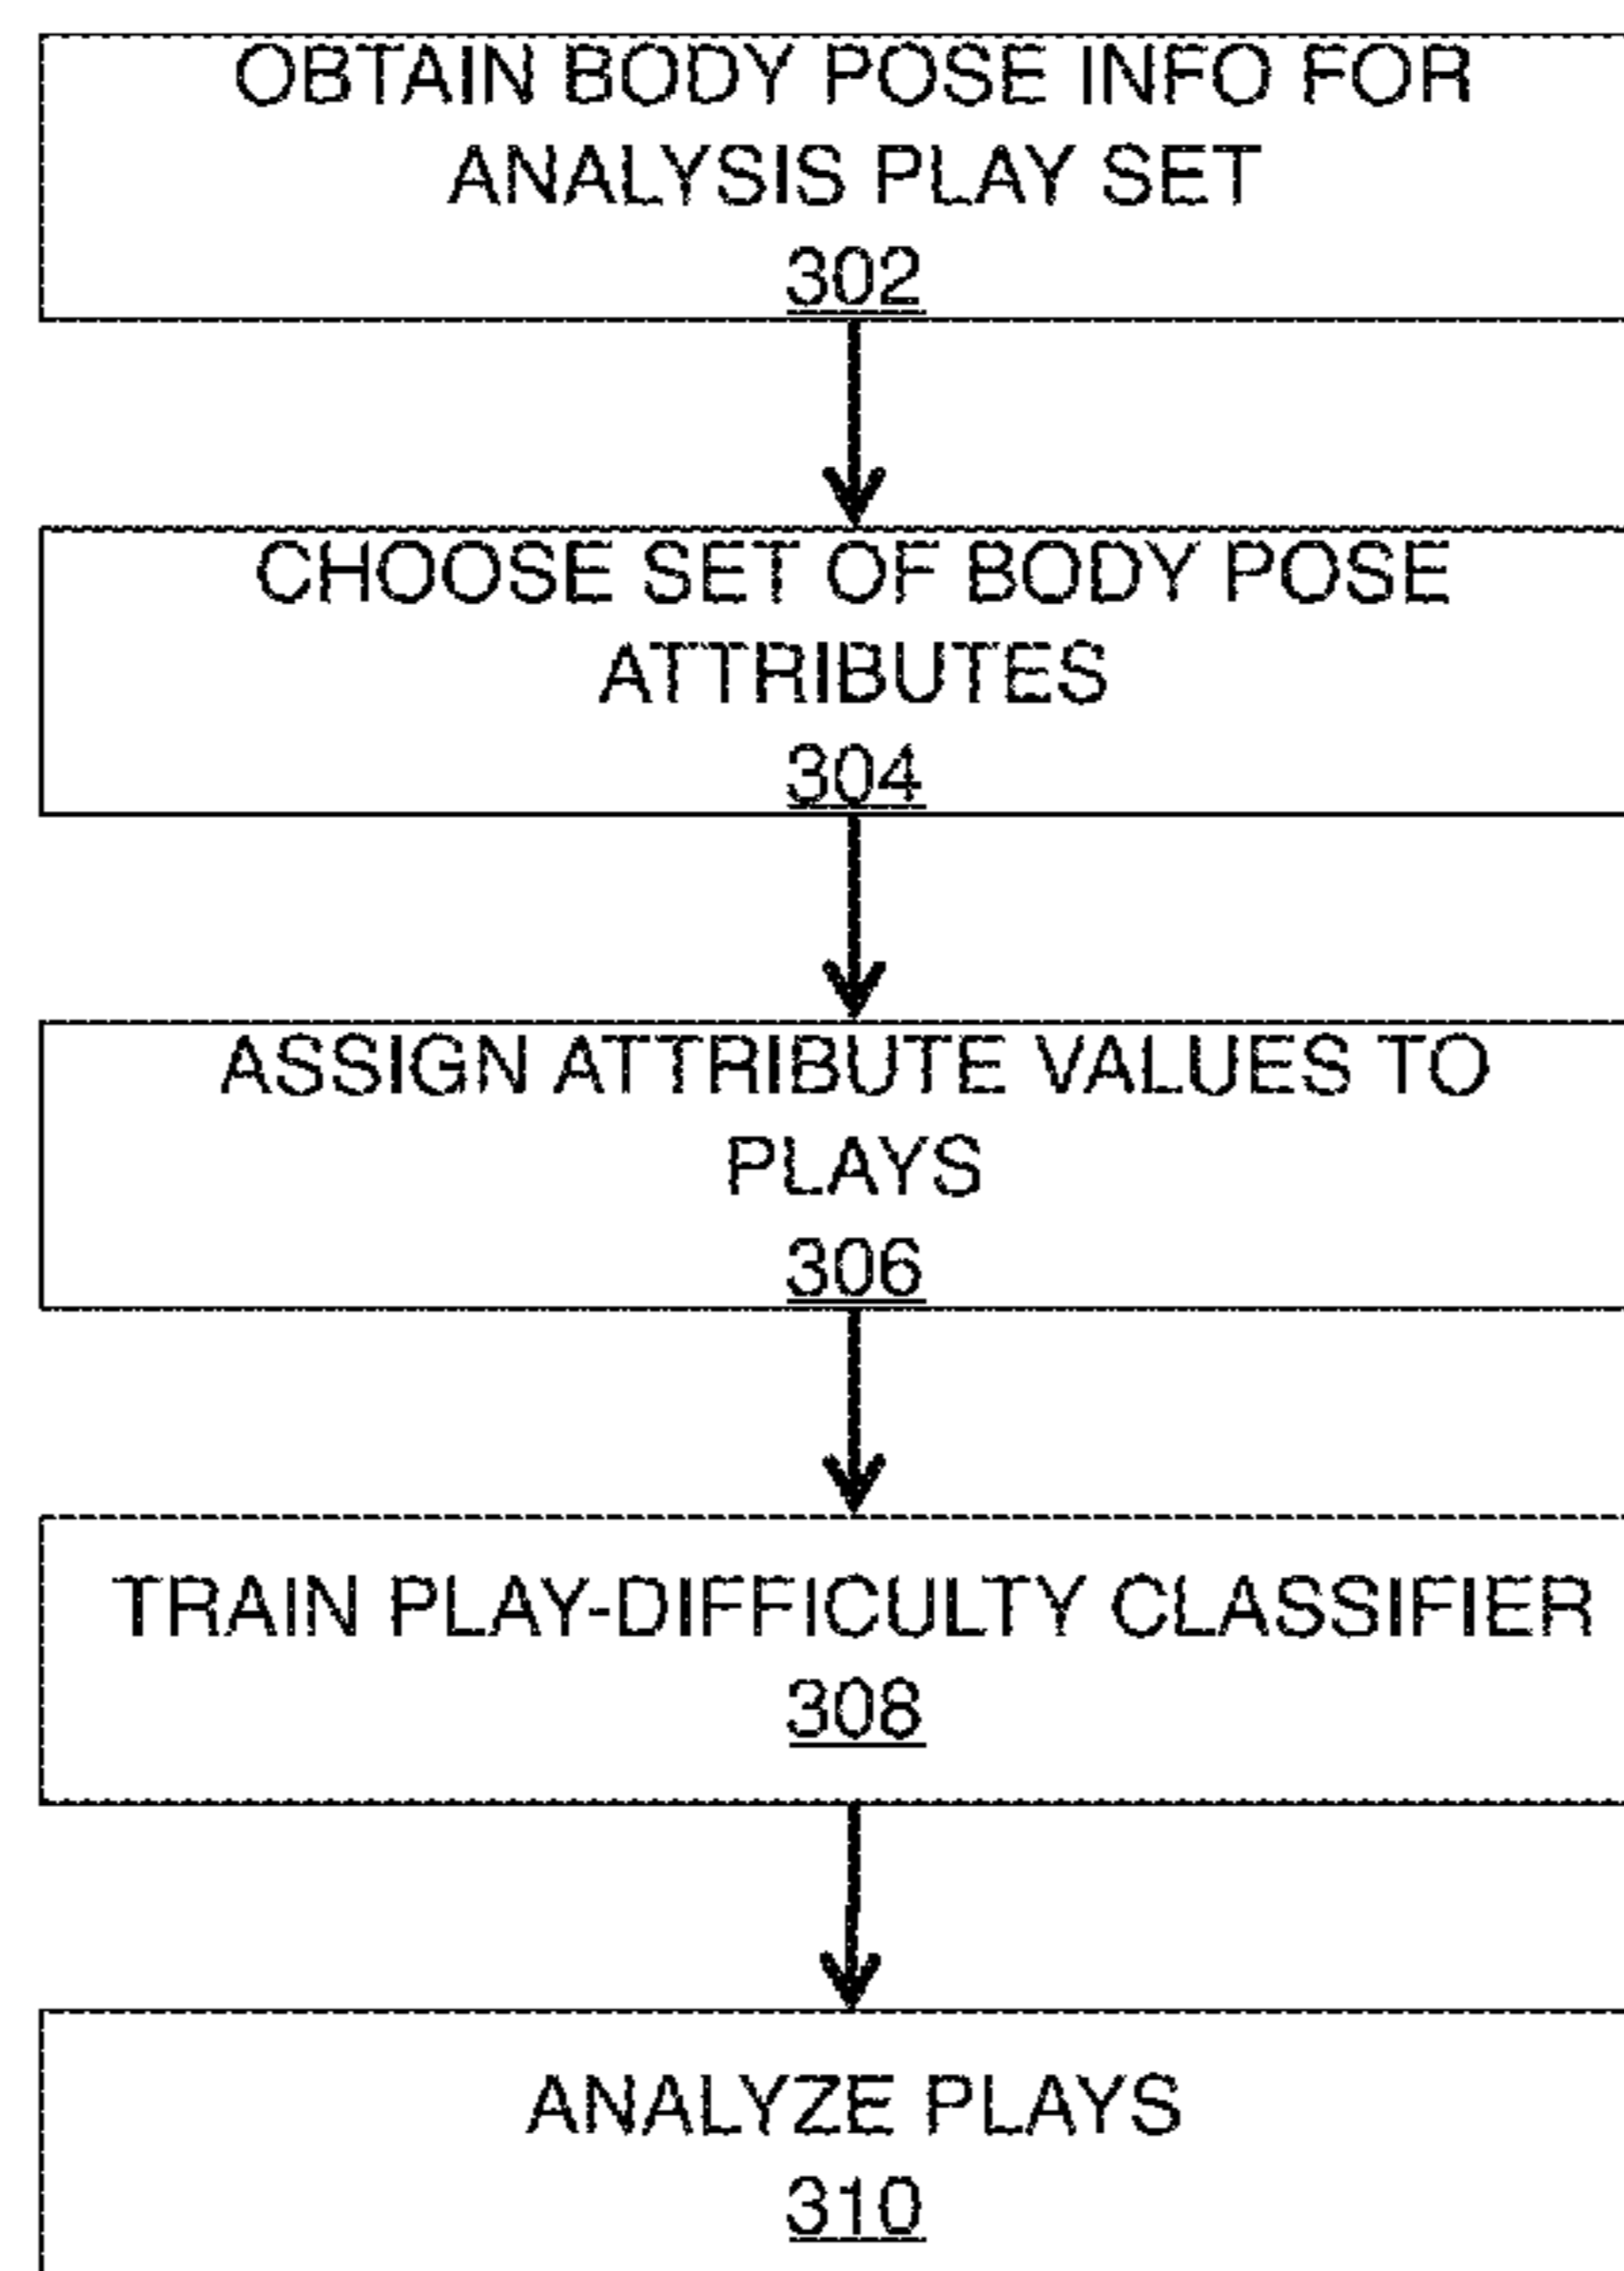 OBTAIN BODY POSE INFO FOR
ANALYSIS PLAY SET
302
CHOOSE SET OF BODY POSE
ATTRIBUTES
304
ASSIGN ATTRIBUTE VALUES TO
PLAYS
306
TRAIN PLAY-DIFFICULTY CLASSIFIER
308
ANALYZE PLAYS
310